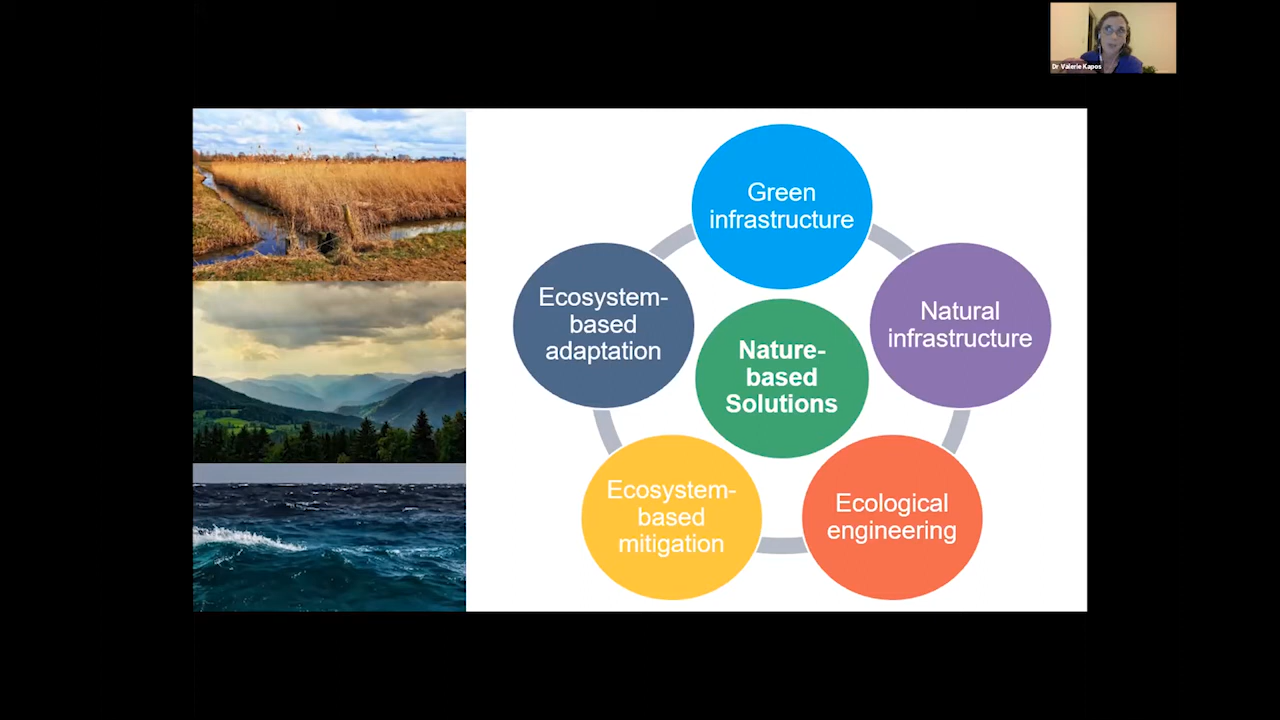 Dr Valerie Kapos
Green
infrastructure
Ecosystem-
based
adaptation
Natural
infrastructure
Nature-
based
Solutions
Ecosystem-
based
mitigation
Ecological
engineering